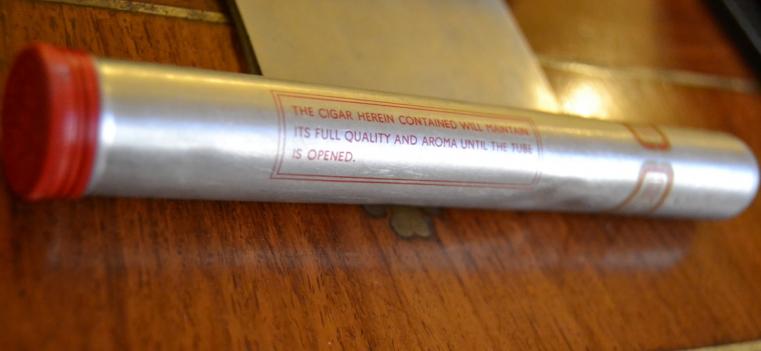 THE CIGAR HEREIN CONTAINED WILL MAINTAIN
ITS FULL QUALITY AND AROMA UNTIL THE TUBE
IS OPENED.